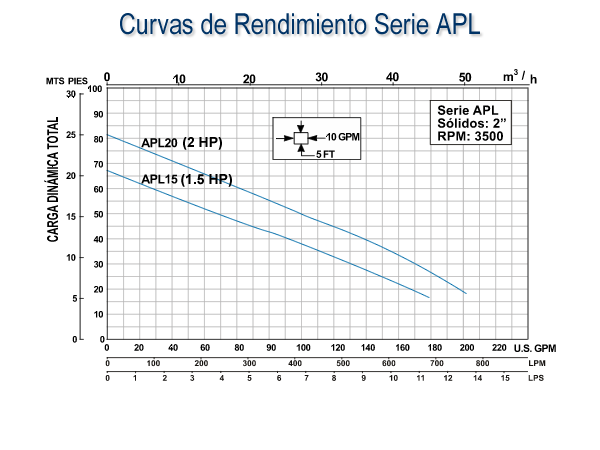 Curvas de Rendimiento Serie APL
MTS PIES 0 10 20 30 40 50 m³/h
30 100
90
25 80
70
20 60
15 50
40
10 30
5 20
10
0 0
CARGA DINÁMICA TOTAL
APL20 (2 HP)
APL15 (1.5 HP)
10 GPM
5 FT
Serie APL
Sólidos: 2”
RPM: 3500
0 20 40 60 80 90 100 120 140 160 180 200 220 U.S. GPM
0 100 200 300 400 500 600 700 800 LPM
0 1 2 3 4 5 6 7 8 9 10 11 12 14 15 LPS